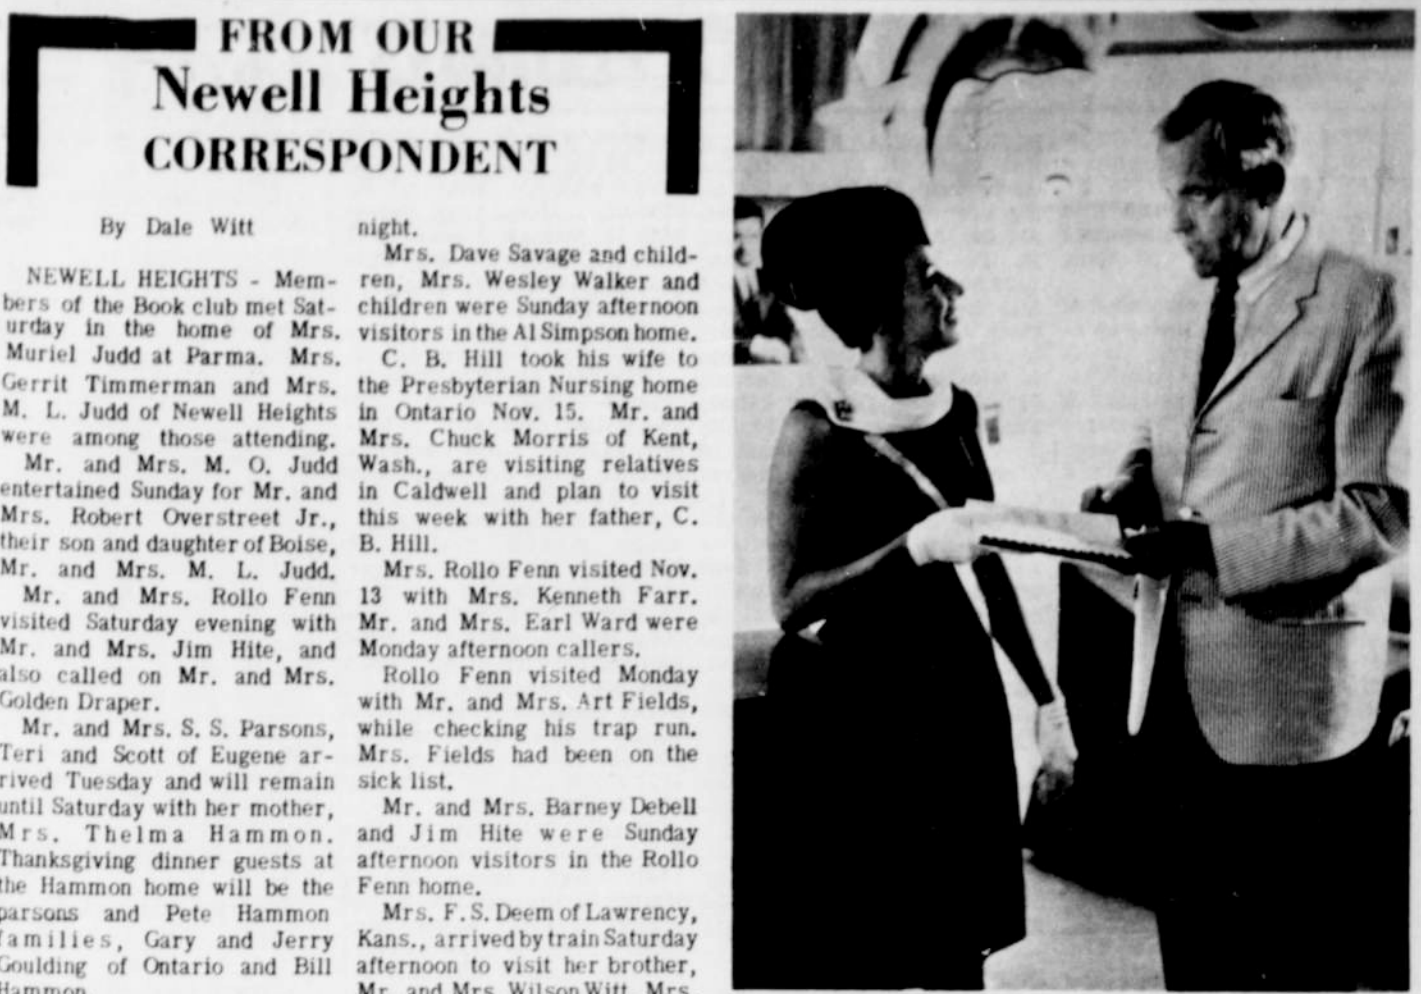 FROM OUR
Newell Heights
CORRESPONDENT
By Dale Witt
NEWELL HEIGHTS - Mem-
bers of the Book club met Sat-
urday in the home of Mrs.
Muriel Judd at Parma. Mrs.
Gerrit Timmerman and Mrs.
M. L. Judd of Newell Heights
were among those attending.
Mr. and Mrs. M. O. Judd
entertained Sunday for Mr. and
Mrs. Robert Overstreet Jr.,
their son and daughter of Boise,
Mr. and Mrs. M. L. Judd.
Mr. and Mrs. Rollo Fenn
visited Saturday evening with
Mr. and Mrs. Jim Hite, and
also called on Mr. and Mrs.
Golden Draper.
Mr. and Mrs. S. S. Parsons,
Teri and Scott of Eugene ar-
rived Tuesday and will remain
until Saturday with her mother,
Mrs. Thelma Hammon.
Thanksgiving dinner guests at
the Hammon home will be the
parsons and Pete Hammon
families, Gary and Jerry
Goulding of Ontario and Bill
Hammon
night.
Mrs. Dave Savage and child-
ren, Mrs. Wesley Walker and
children were Sunday afternoon
visitors in the Al Simpson home.
C. B. Hill took his wife to
the Presbyterian Nursing home
in Ontario Nov. 15. Mr. and
Mrs. Chuck Morris of Kent,
Wash., are visiting relatives
in Caldwell and plan to visit
this week with her father, C.
B. Hill.
Mrs. Rollo Fenn visited Nov.
13 with Mrs. Kenneth Farr.
Mr. and Mrs. Earl Ward were
Monday afternoon callers.
Rollo Fenn visited Monday
with Mr. and Mrs. Art Fields,
while checking his trap run.
Mrs. Fields had been on the
sick list.
Mr. and Mrs. Barney Debell
and Jim Hite were Sunday
afternoon visitors in the Rollo
Fenn home.
Mrs. F. S. Deem of Lawrency,
Kans., arrived by train Saturday
afternoon to visit her brother,
Mr. and Mrs. Wilson Witt. Mrs.